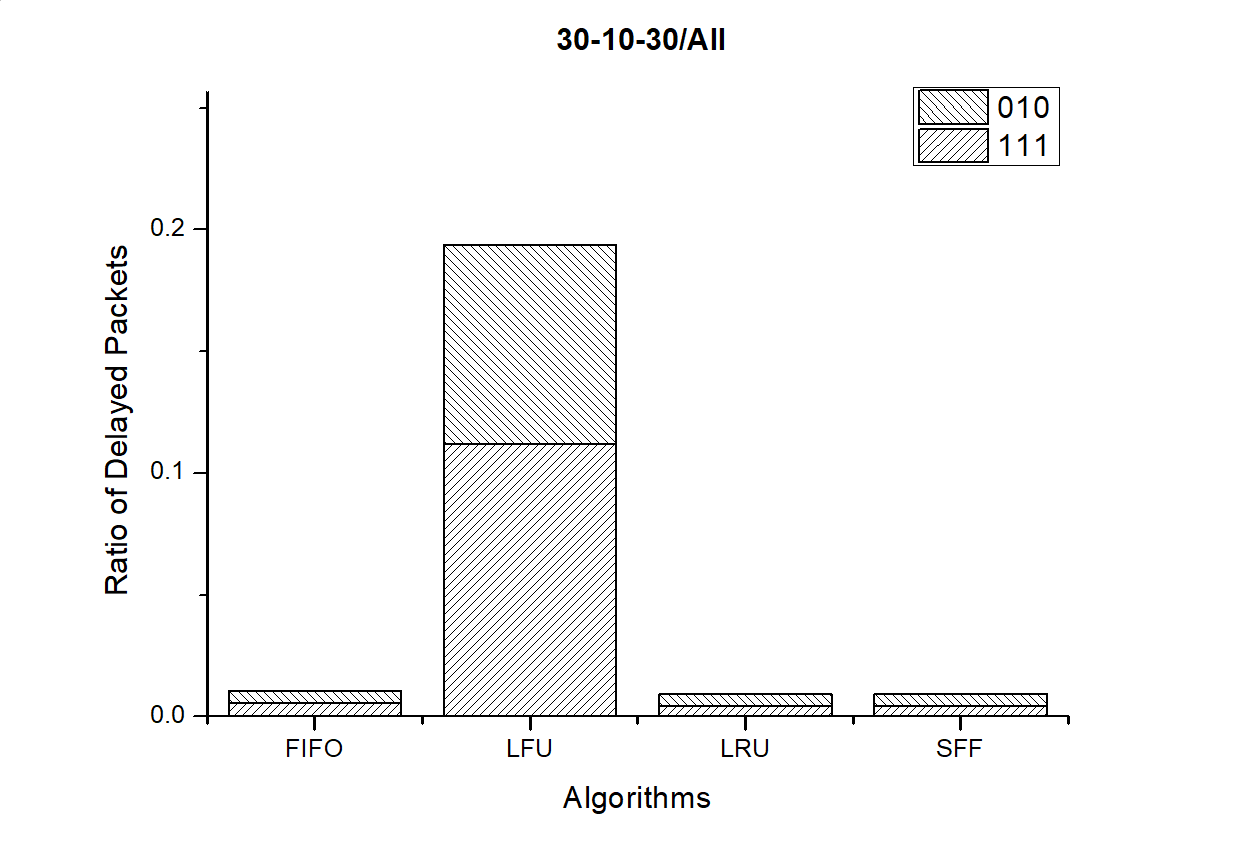 30-10-30/All
010
111
Ratio of Delayed Packets
0.2
0.1
0.0
FIFO LFU LRU SFF
Algorithms